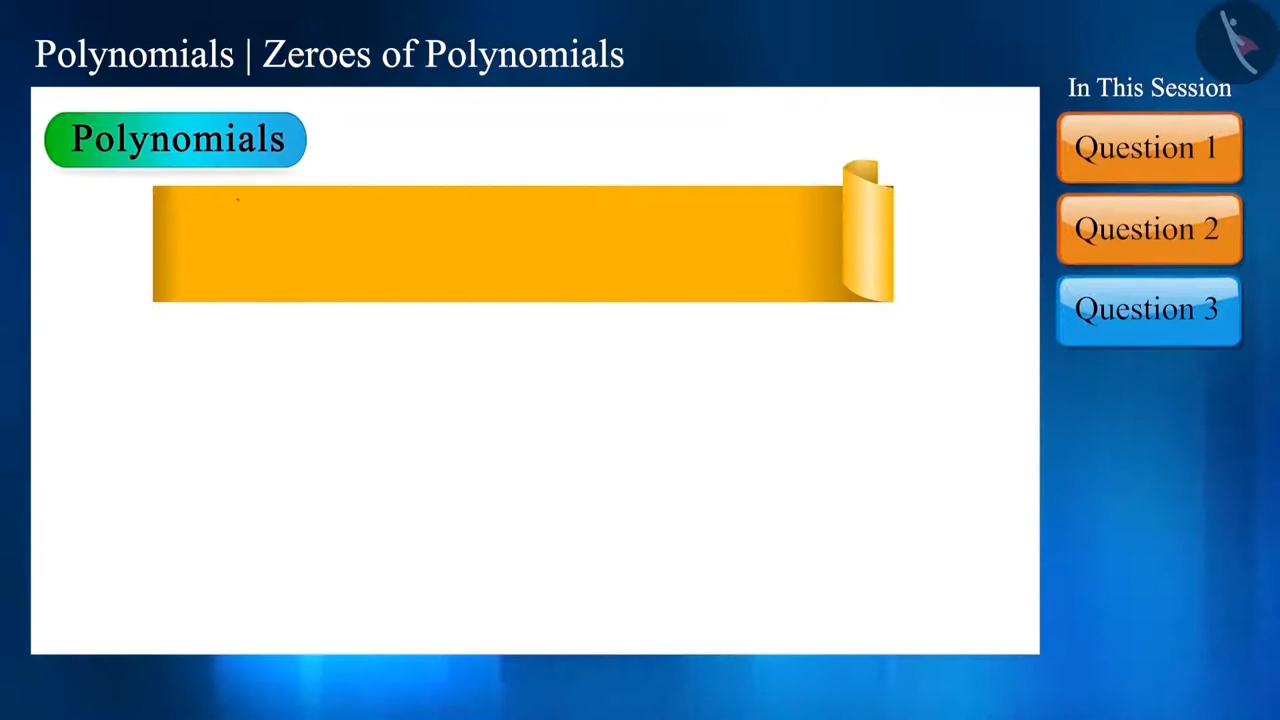 Polynomials | Zeroes of Polynomials
Polynomials
In This Session
Question 1
Question 2
Question 3